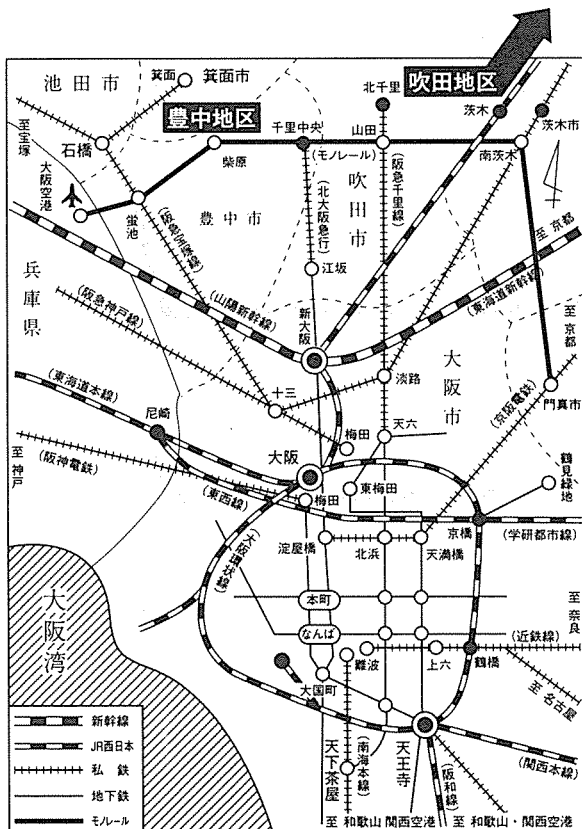 吹田地区
豊中地区
池田市
箕面
箕面市
北千里
茨木
茨木市
至宝塚
石橋
千里中央
山田
柴原
(モノレール)
南茨木
大阪空港
蛍池
豊中市
(北大阪急行)
吹田市
(阪急千里線)
(阪急宝塚線)
江坂
至 京都
兵庫県
(山陽新幹線)
(東海道新幹線)
新大阪
(阪急神戸線)
至 京都
大阪市
淡路
(東海道本線)
十三
(京阪電鉄)
門真市
尼崎
天六
梅田
鶴見緑地
大阪
至 神戸
(阪神電鉄)
(東西線)
梅田
東梅田
京橋
(学研都市線)
淀屋橋
北浜
天満橋
(大阪環状線)
大阪湾
本町
至 奈良
なんば
(近鉄線)
難波
上六
鶴橋
大国町
至 名古屋
新幹線
JR西日本
私鉄
地下鉄
モノレール
天下茶屋
(南海本線)
天王寺
(阪和線)
(関西本線)
至 和歌山 関西空港
至 和歌山・関西空港